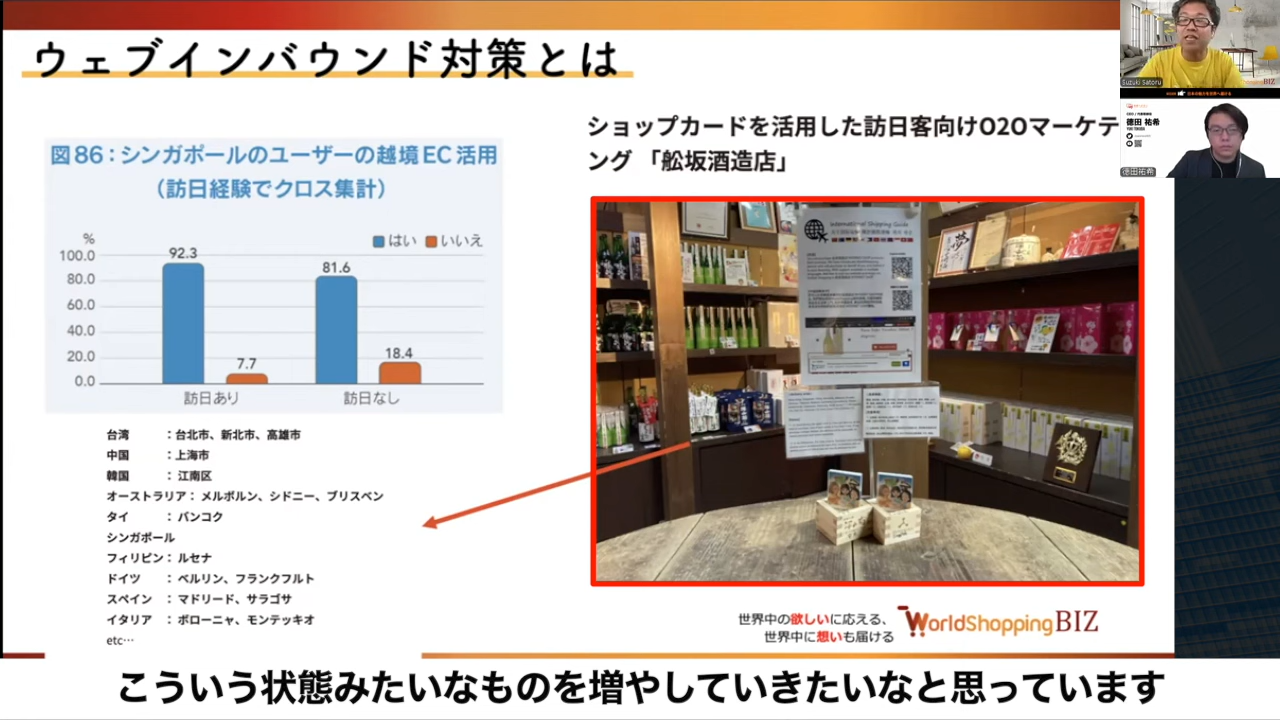 ウェブインバウンド対策とは
図86：シンガポールのユーザーの越境EC活用
（訪日経験でクロス集計）
%
はい いいえ
100.0
80.0
60.0
40.0
20.0
0.0
92.3
7.7
81.6
18.4
訪日あり
訪日なし
台湾 ：台北市、新北市、高雄市
中国 ：上海市
韓国 ：江南区
オーストラリア：メルボルン、シドニー、ブリスベン
タイ ：バンコク
シンガポール
フィリピン：ルセナ
ドイツ ：ベルリン、フランクフルト
スペイン ：マドリード、サラゴサ
イタリア ：ボローニャ、モンテッキオ
etc…
ショップカードを活用した訪日客向けO2Oマーケテ
ング 「舩坂酒造店」
International Shipping Guide
世界中の欲しいに応える、
世界中に想いも届ける
WorldShoppingBIZ
Suzuki Satoru
BIZ
徳田 祐希
徳田祐希
こういう状態みたいなものを増やしていきたいなと思っています